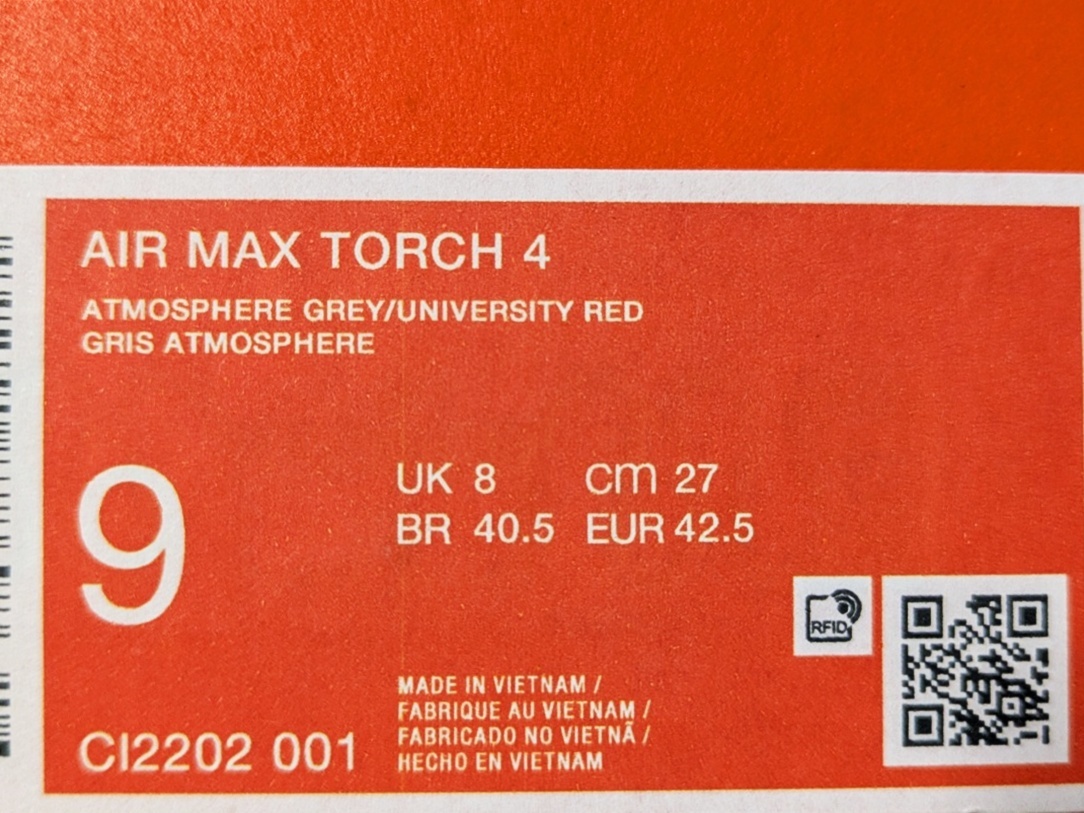 AIR MAX TORCH 4
ATMOSPHERE GREY/UNIVERSITY RED
GRIS ATMOSPHERE
9
UK 8 cm 27
BR 40.5 EUR 42.5
RFID
MADE IN VIETNAM /
FABRIQUE AU VIETNAM /
FABRICADO NO VIETNÃ /
HECHO EN VIETNAM
CI2202 001